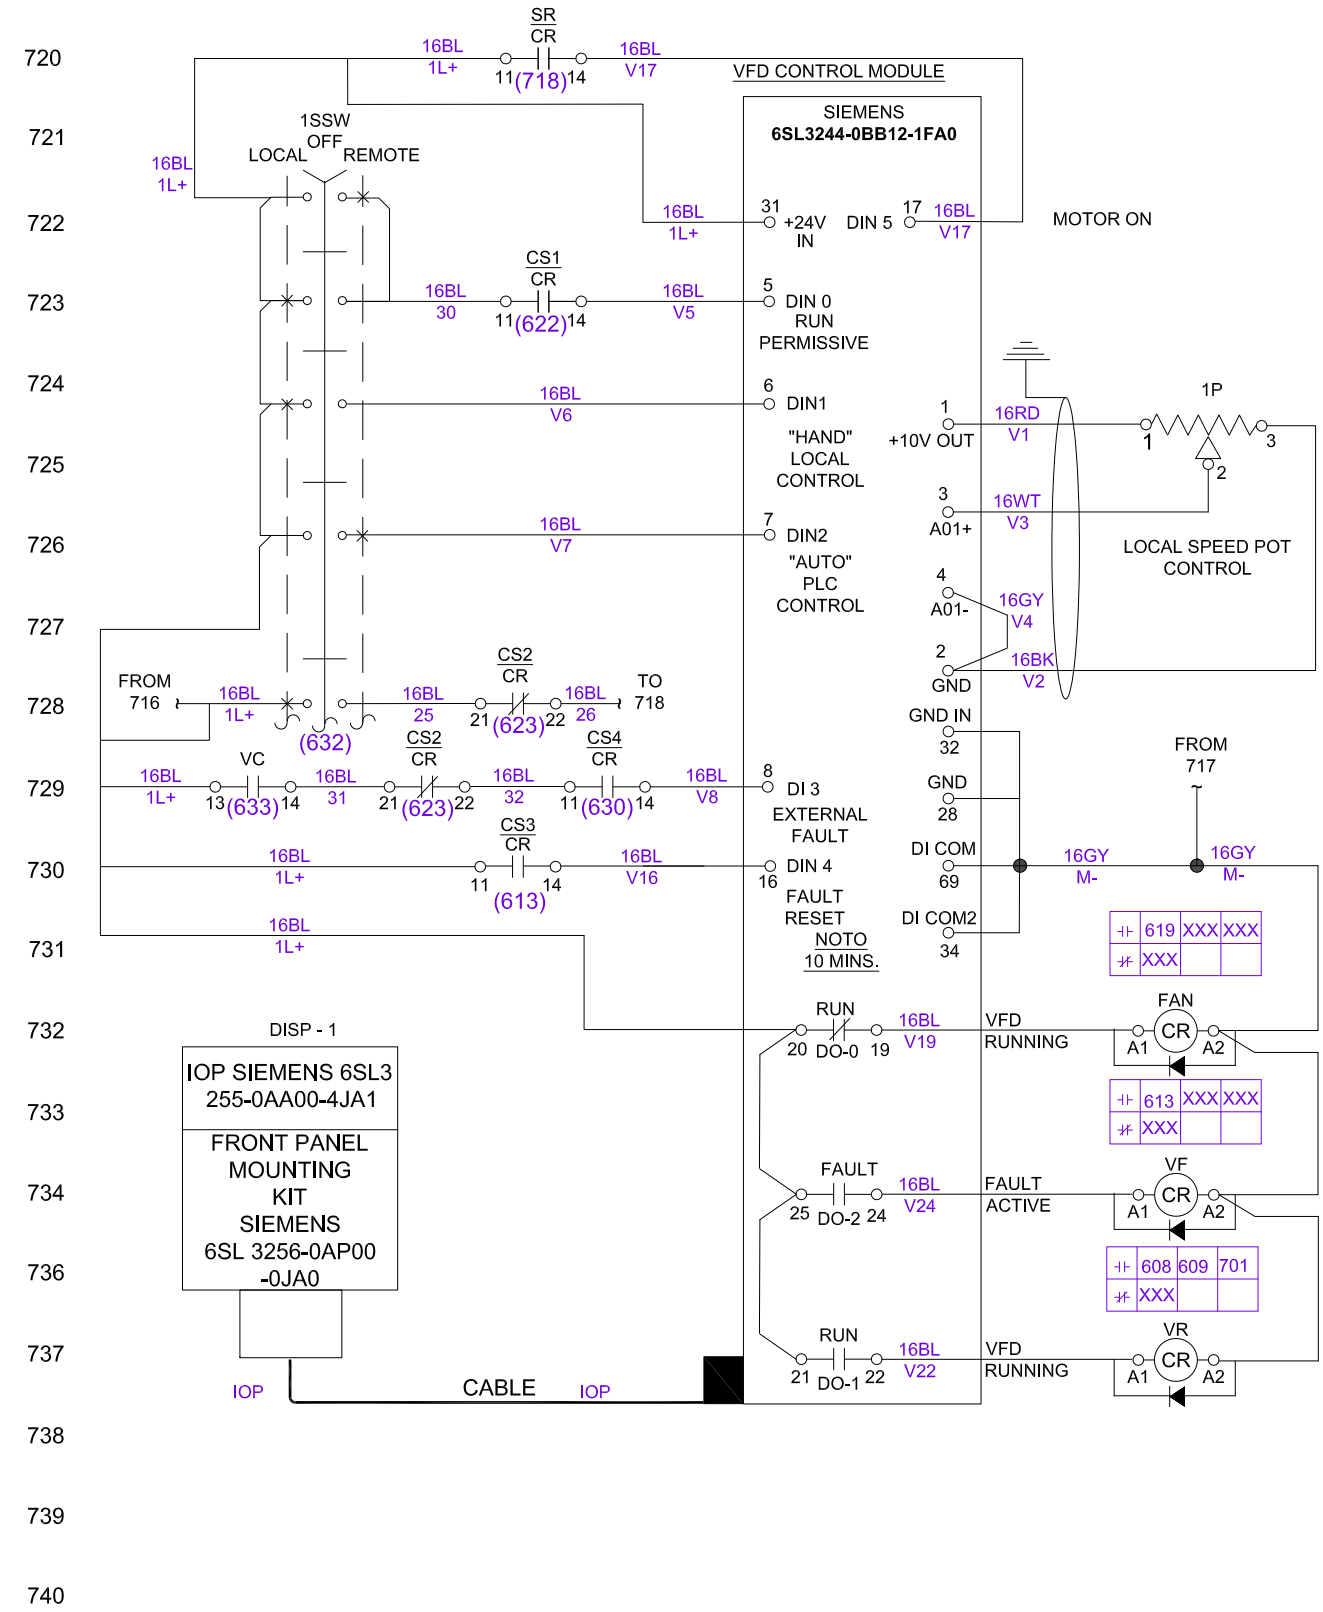 720
16BL
1L+
SR
CR
11 (718) 14
16BL
V17
VFD CONTROL MODULE
721
1SSW
OFF
LOCAL REMOTE
16BL
1L+
SIEMENS
6SL3244-0BB12-1FA0
722
16BL
1L+
31
+24V
IN
DIN 5
17
16BL
V17
MOTOR ON
723
16BL
30
CS1
CR
11 (622) 14
16BL
V5
5
DIN 0
RUN
PERMISSIVE
724
16BL
V6
6
DIN1
"HAND"
LOCAL
CONTROL
1
+10V OUT
16RD
V1
1P
1
3
2
725
3
A01+
16WT
V3
726
16BL
V7
7
DIN2
"AUTO"
PLC
CONTROL
LOCAL SPEED POT
CONTROL
4
A01-
16GY
V4
727
2
GND
16BK
V2
728
FROM
716
16BL
1L+
(632)
16BL
25
CS2
CR
21 (623) 22
16BL
26
TO
718
GND IN
32
FROM
717
729
16BL
1L+
VC
13 (633) 14
16BL
31
CS2
CR
21 (623) 22
16BL
32
CS4
CR
11 (630) 14
16BL
V8
8
DI 3
EXTERNAL
FAULT
GND
28
730
16BL
1L+
CS3
CR
11 14
(613)
16BL
V16
16
DIN 4
FAULT
RESET
NOTO
10 MINS.
DI COM
69
16GY
M-
16GY
M-
731
16BL
1L+
DI COM2
34
619 XXX XXX
XXX
732
RUN
20 DO-0 19
16BL
V19
VFD
RUNNING
FAN
CR
A1 A2
DISP - 1
IOP SIEMENS 6SL3
255-0AA00-4JA1
733
613 XXX XXX
XXX
FRONT PANEL
MOUNTING
KIT
SIEMENS
6SL 3256-0AP00
-0JA0
734
FAULT
25 DO-2 24
16BL
V24
FAULT
ACTIVE
VF
CR
A1 A2
736
608 609 701
XXX
737
RUN
21 DO-1 22
16BL
V22
VFD
RUNNING
VR
CR
A1 A2
IOP
CABLE
IOP
738
739
740